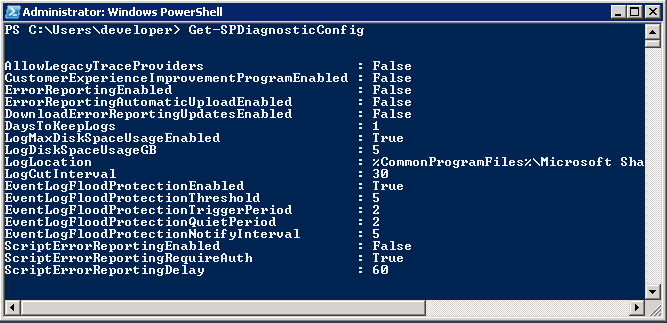 Administrator: Windows PowerShell
PS C:\Users\developer> Get-SPDiagnosticConfig
AllowLegacyTraceProviders : False
CustomerExperienceImprovementProgramEnabled : False
ErrorReportingEnabled : False
ErrorReportingAutomaticUploadEnabled : False
DownloadErrorReportingUpdatesEnabled : False
DaysToKeepLogs : 1
LogMaxDiskSpaceUsageEnabled : True
LogDiskSpaceUsageGB : 5
LogLocation : %CommonProgramFiles%\Microsoft Sha
LogCutInterval : 30
EventLogFloodProtectionEnabled : True
EventLogFloodProtectionThreshold : 5
EventLogFloodProtectionTriggerPeriod : 2
EventLogFloodProtectionQuietPeriod : 2
EventLogFloodProtectionNotifyInterval : 5
ScriptErrorReportingEnabled : False
ScriptErrorReportingRequireAuth : True
ScriptErrorReportingDelay : 60